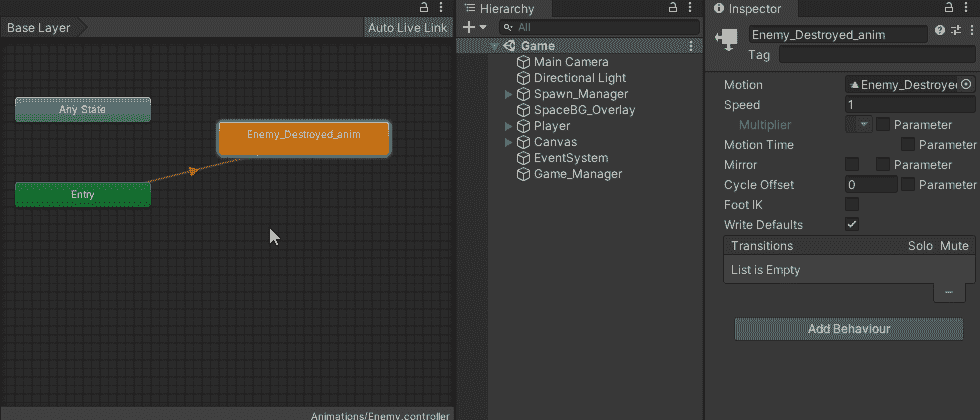 Base Layer
Auto Live Link
Any State
Enemy_Destroyed_anim
Entry
Animations/Enemy.controller
Hierarchy
All
Game
Main Camera
Directional Light
Spawn_Manager
SpaceBG_Overlay
Player
Canvas
EventSystem
Game_Manager
Inspector
Enemy_Destroyed_anim
Tag
Motion Enemy_Destroye
Speed 1
Multiplier Parameter
Motion Time Parameter
Mirror Parameter
Cycle Offset 0 Parameter
Foot IK
Write Defaults
Transitions Solo Mute
List is Empty
Add Behaviour